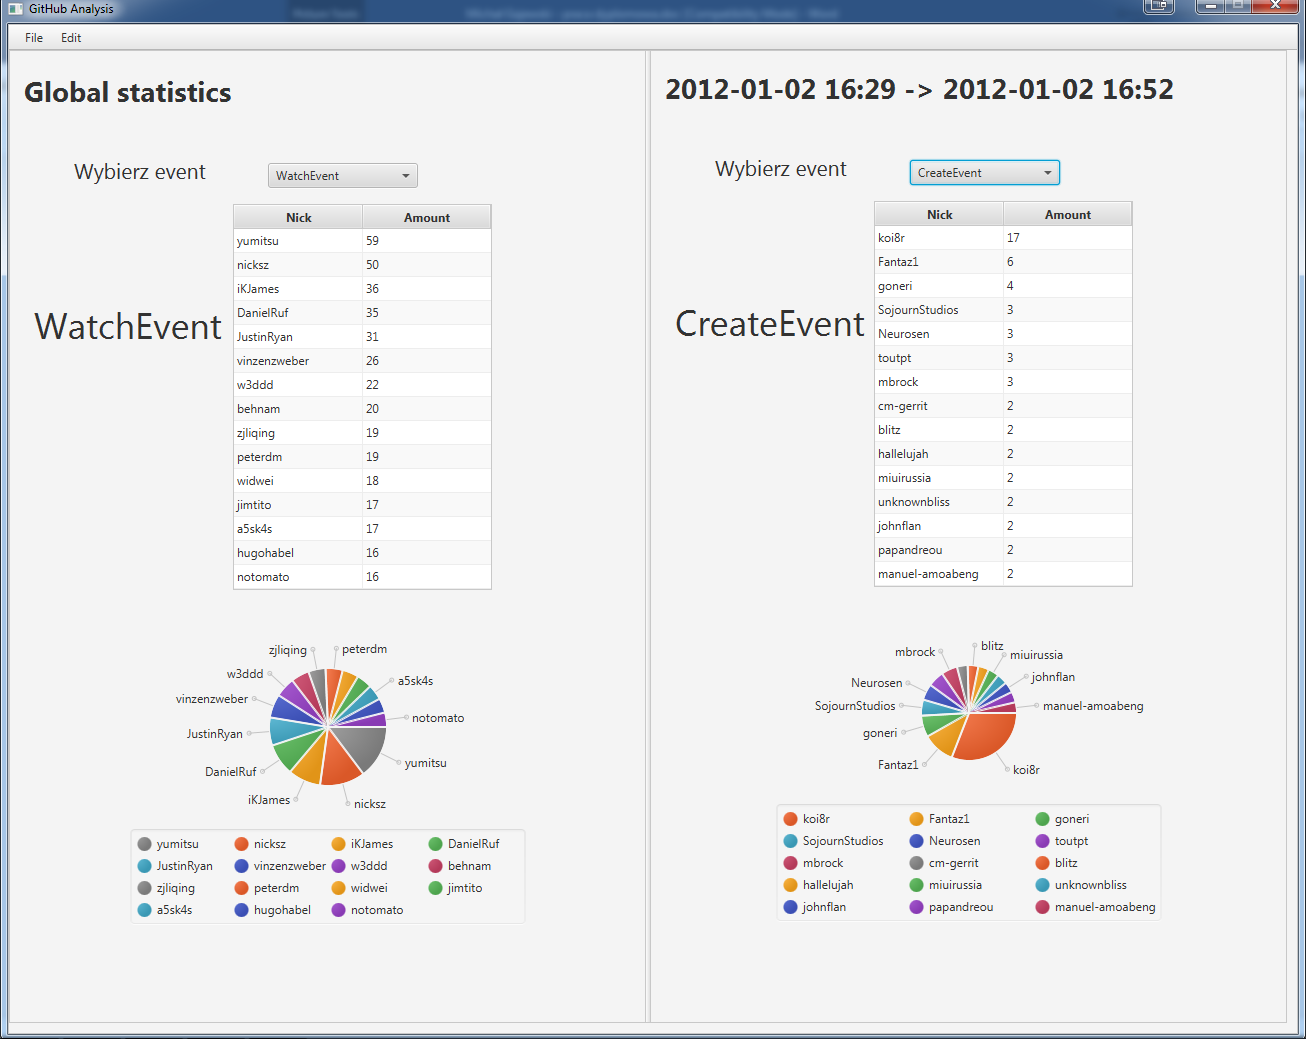 GitHub Analysis
File Edit
Global statistics
Wybierz event
WatchEvent
WatchEvent
Nick Amount
yumitsu 59
nicksz 50
iKJames 36
DanielRuf 35
JustinRyan 31
vinzenzweber 26
w3ddd 22
behnam 20
zjliqing 19
peterdm 19
widwei 18
jimtito 17
a5sk4s 17
hugohabel 16
notomato 16
zjliqing
peterdm
w3ddd
a5sk4s
vinzenzweber
notomato
JustinRyan
yumitsu
DanielRuf
iKJames
nicksz
yumitsu nicksz iKJames DanielRuf
JustinRyan vinzenzweber w3ddd behnam
zjliqing peterdm widwei jimtito
a5sk4s hugohabel notomato
2012-01-02 16:29 -> 2012-01-02 16:52
Wybierz event
CreateEvent
CreateEvent
Nick Amount
koi8r 17
Fantaz1 6
goneri 4
SojournStudios 3
Neurosen 3
toutpt 3
mbrock 3
cm-gerrit 2
blitz 2
hallelujah 2
miuirussia 2
unknownbliss 2
johnflan 2
papandreou 2
manuel-amoabeng 2
mbrock
blitz
miuirussia
Neurosen
johnflan
SojournStudios
manuel-amoabeng
goneri
Fantaz1
koi8r
koi8r Fantaz1 goneri
SojournStudios Neurosen toutpt
mbrock cm-gerrit blitz
hallelujah miuirussia unknownbliss
johnflan papandreou manuel-amoabeng